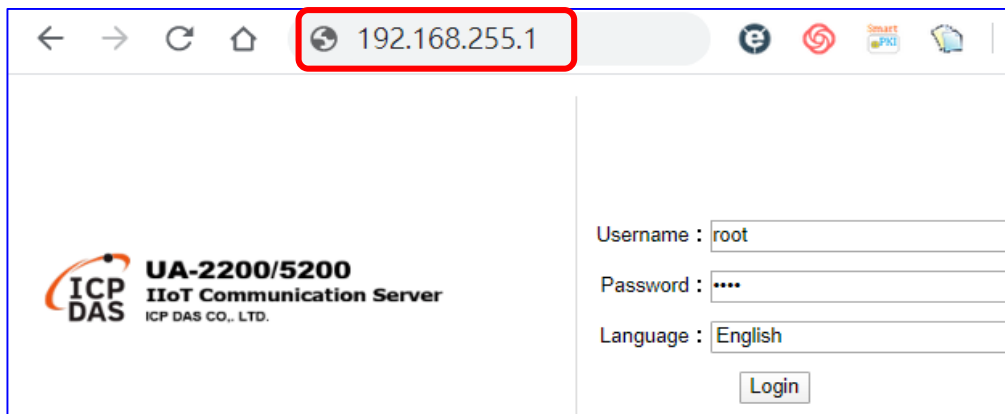 192.168.255.1
Smart
PKI
ICP
DAS
UA-2200/5200
IIoT Communication Server
ICP DAS CO,. LTD.
Username : root
Password : ••••
Language : English
Login